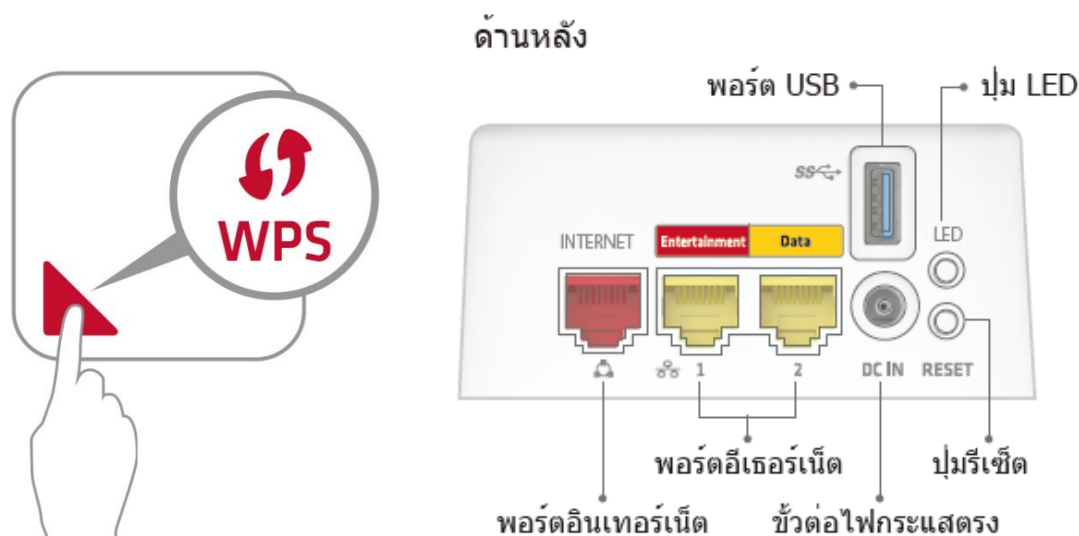 ด้านหลัง
พอร์ต USB
ปุ่ม LED
WPS
INTERNET
Entertainment
Data
LED
1
2
DC IN
RESET
พอร์ตอีเธอร์เน็ต
ปุ่มรีเซ็ต
พอร์ตอินเทอร์เน็ต
ขั้วต่อไฟกระแสตรง